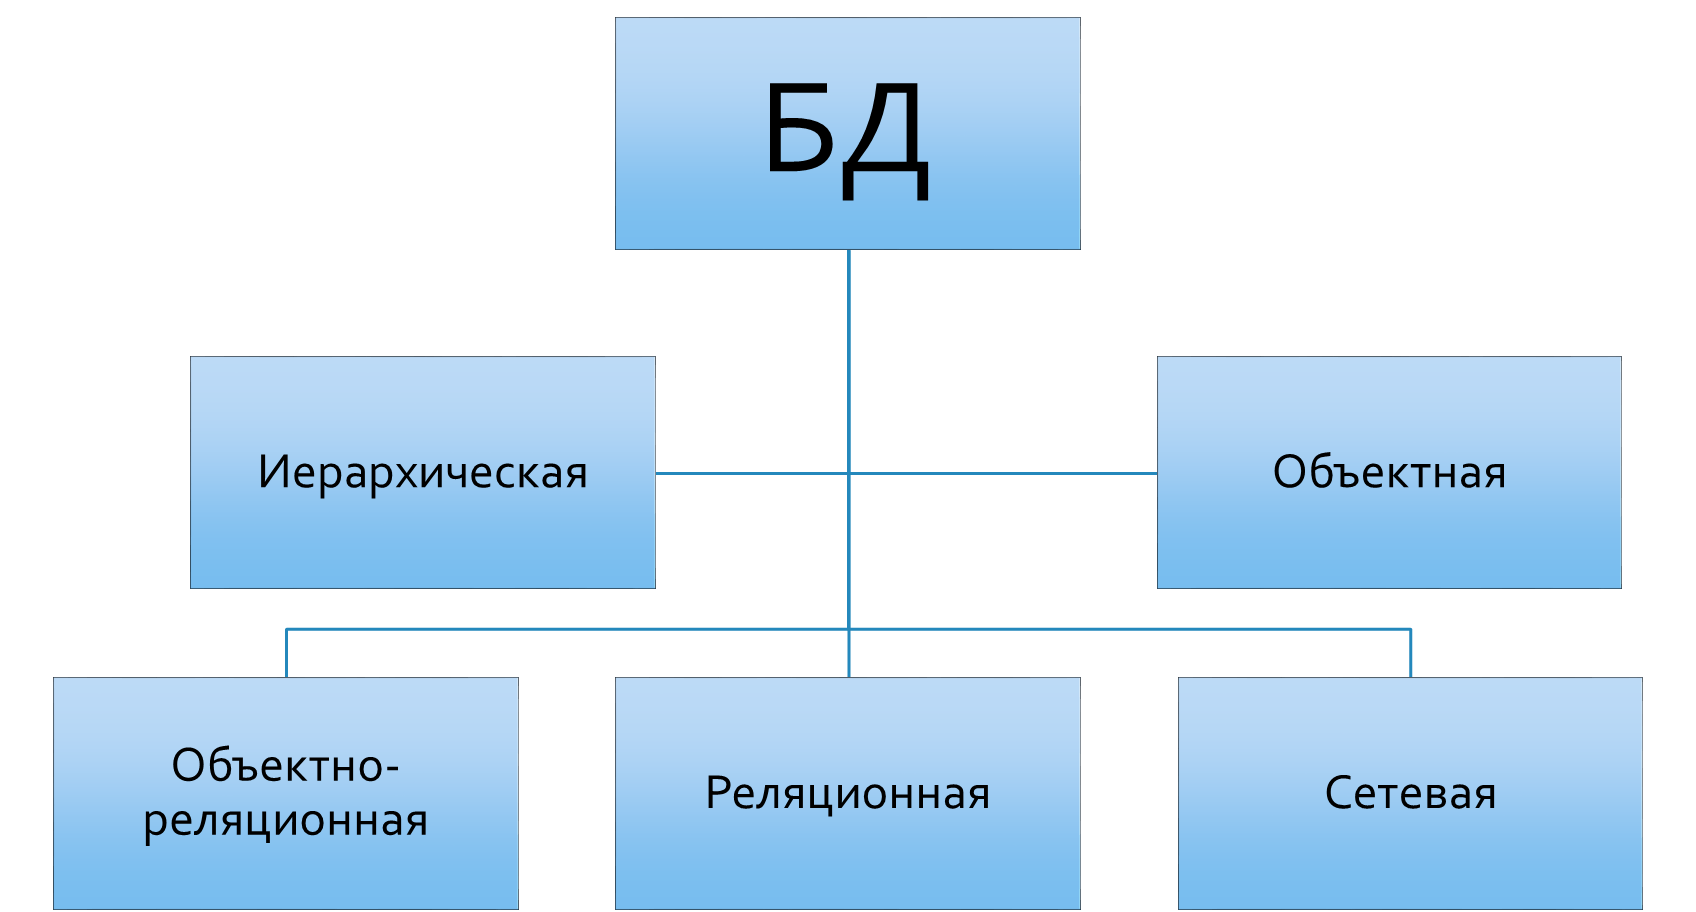 БД
Иерархическая
Объектная
Объектно-
реляционная
Реляционная
Сетевая